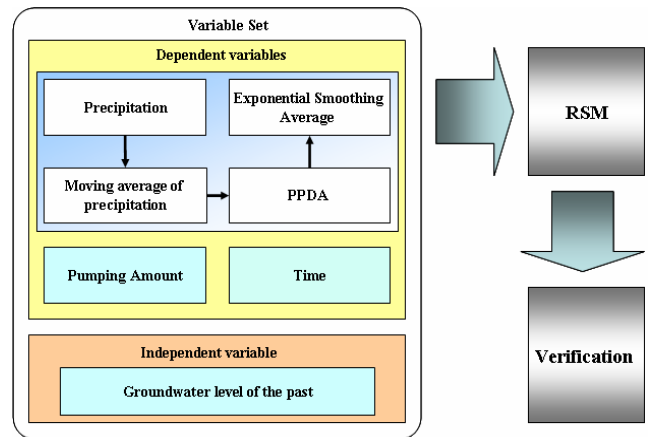 Variable Set
Dependent variables
Precipitation
Exponential Smoothing
Average
Moving average of
precipitation
PPDA
Pumping Amount
Time
Independent variable
Groundwater level of the past
RSM
Verification